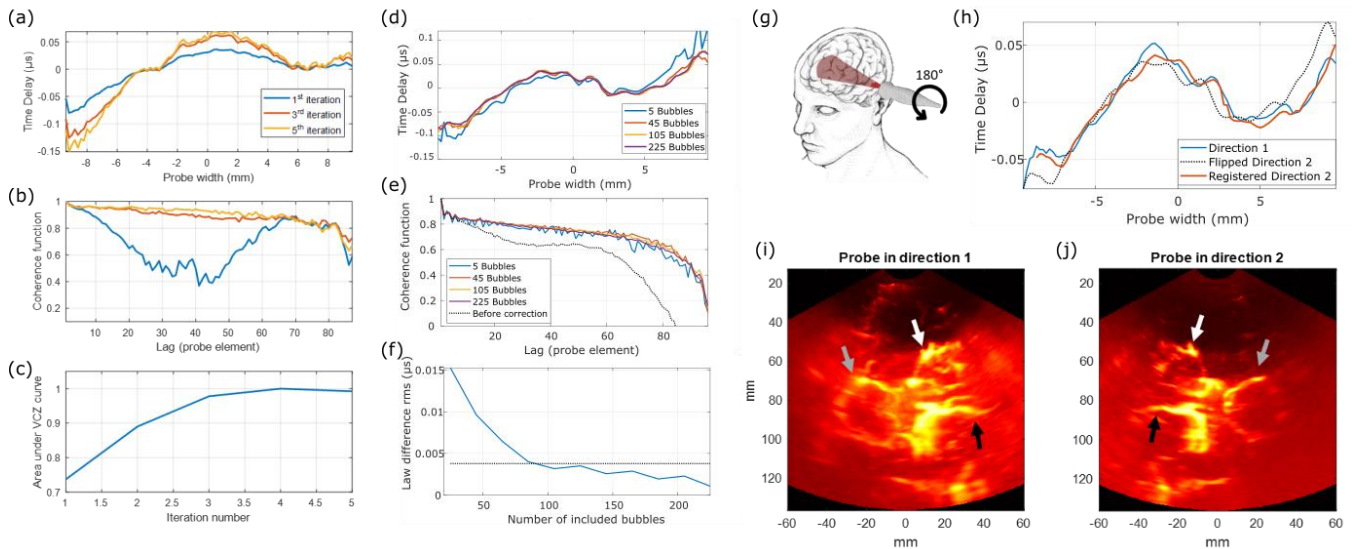 (a)
0.05
0
-0.05
-0.1
-0.15
Time Delay (µs)
1st iteration
3rd iteration
5th iteration
-8 -6 -4 -2 0 2 4 6 8
Probe width (mm)
(b)
1
0.8
0.6
0.4
0.2
Coherence function
10 20 30 40 50 60 70 80
Lag (probe element)
(c)
1
0.9
0.8
0.7
Area under VCZ curve
1 1.5 2 2.5 3 3.5 4 4.5 5
Iteration number
(d)
0.1
0.05
0
-0.05
-0.1
-0.15
Time Delay (µs)
5 Bubbles
45 Bubbles
105 Bubbles
225 Bubbles
-5 0 5
Probe width (mm)
(e)
1
0.8
0.6
0.4
0.2
0
Coherence function
5 Bubbles
45 Bubbles
105 Bubbles
225 Bubbles
Before correction
20 40 60 80
Lag (probe element)
(f)
0.015
0.01
0.005
0
Law difference rms (µs)
50 100 150 200
Number of included bubbles
(g)
180°
(h)
0.05
0
-0.05
Time Delay (µs)
Direction 1
Flipped Direction 2
Registered Direction 2
-5 0 5
Probe width (mm)
(i)
Probe in direction 1
20
40
60
80
100
120
mm
-60 -40 -20 0 20 40 60
mm
(j)
Probe in direction 2
20
40
60
80
100
120
-60 -40 -20 0 20 40 60
mm